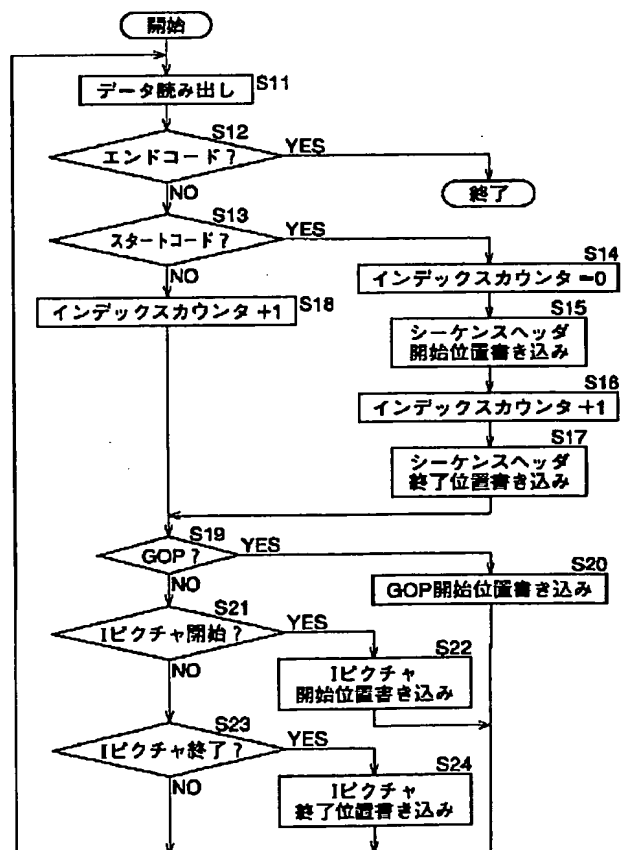 開始
データ読み出し S11
S12
エンドコード? YES
終了
NO
S13
スタートコード? YES
S14
インデックスカウンタ=0
NO
インデックスカウンタ+1 S18
S15
シーケンスヘッダ
開始位置書き込み
S16
インデックスカウンタ+1
S17
シーケンスヘッダ
終了位置書き込み
S19
GOP? YES
S20
GOP開始位置書き込み
NO
S21
Iピクチャ開始? YES
S22
Iピクチャ
開始位置書き込み
NO
S23
Iピクチャ終了? YES
S24
Iピクチャ
終了位置書き込み
NO